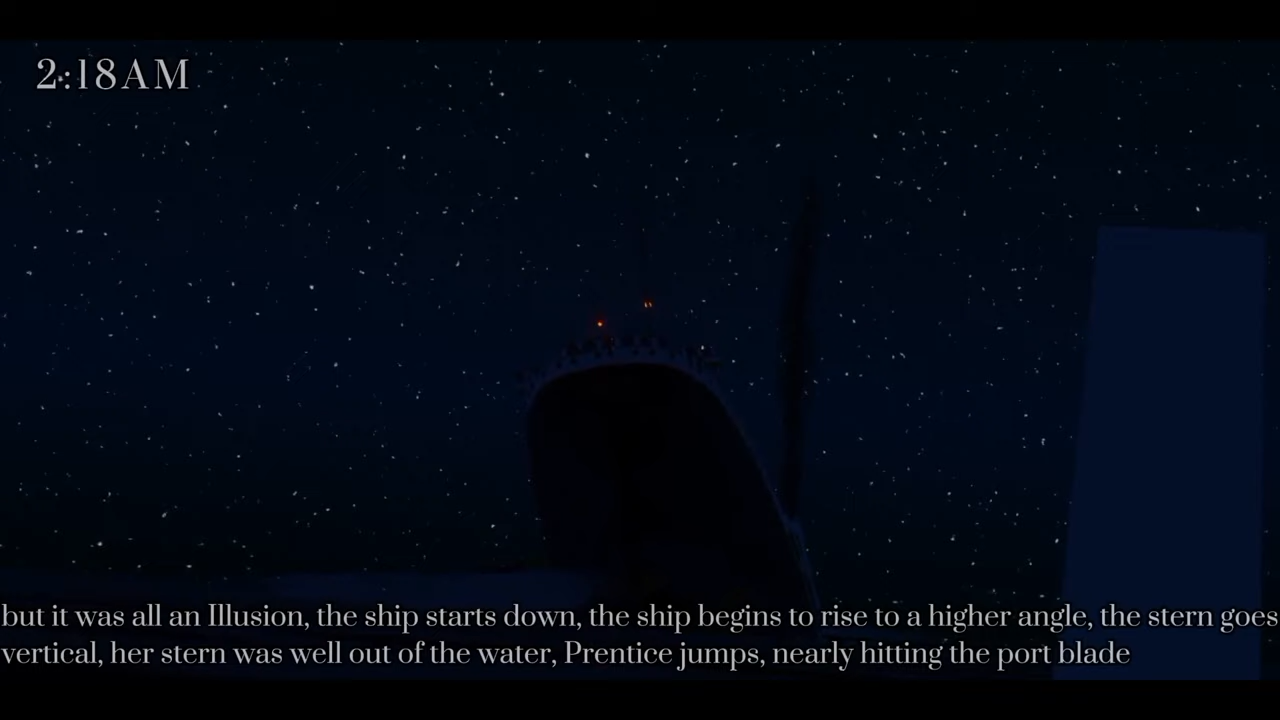 2:18AM
but it was all an Illusion, the ship starts down, the ship begins to rise to a higher angle, the stern goes
vertical, her stern was well out of the water, Prentice jumps, nearly hitting the port blade